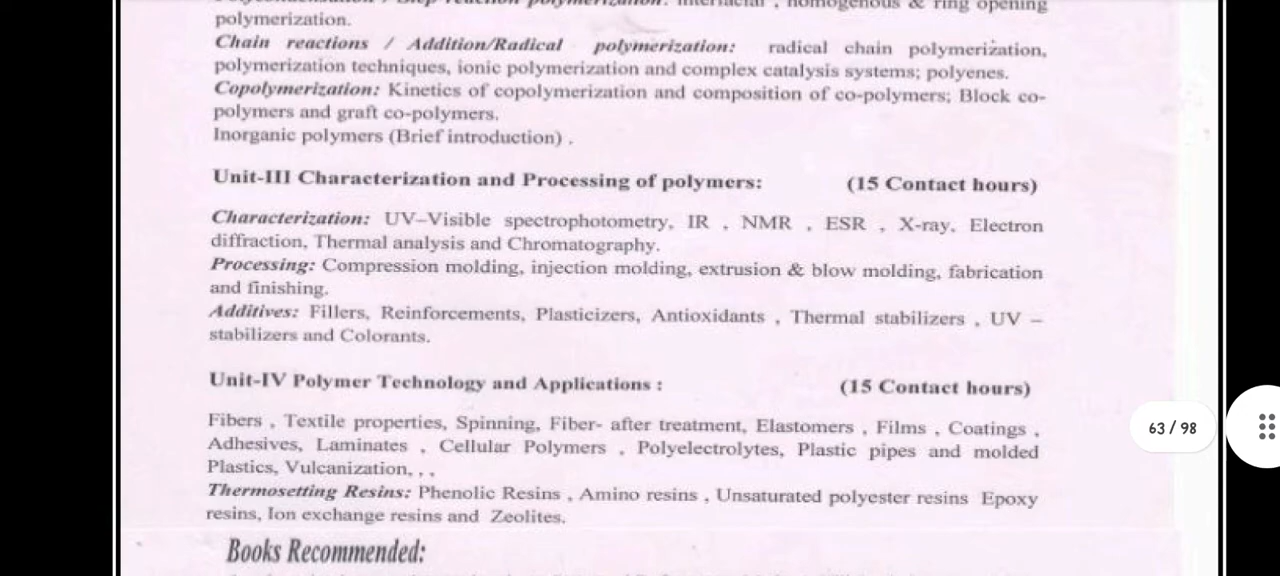 interfacial , homogenous & ring opening
polymerization.
Chain reactions / Addition/Radical polymerization: radical chain polymerization,
polymerization techniques, ionic polymerization and complex catalysis systems; polyenes.
Copolymerization: Kinetics of copolymerization and composition of co-polymers; Block co-
polymers and graft co-polymers.
Inorganic polymers (Brief introduction) .
Unit-III Characterization and Processing of polymers: (15 Contact hours)
Characterization: UV–Visible spectrophotometry, IR , NMR , ESR , X-ray, Electron
diffraction, Thermal analysis and Chromatography.
Processing: Compression molding, injection molding, extrusion & blow molding, fabrication
and finishing.
Additives: Fillers, Reinforcements, Plasticizers, Antioxidants , Thermal stabilizers , UV –
stabilizers and Colorants.
Unit-IV Polymer Technology and Applications : (15 Contact hours)
Fibers , Textile properties, Spinning, Fiber- after treatment, Elastomers , Films , Coatings ,
63 / 98
Adhesives, Laminates , Cellular Polymers , Polyelectrolytes, Plastic pipes and molded
Plastics, Vulcanization, , ,
Thermosetting Resins: Phenolic Resins , Amino resins , Unsaturated polyester resins Epoxy
resins, Ion exchange resins and Zeolites.
Books Recommended: